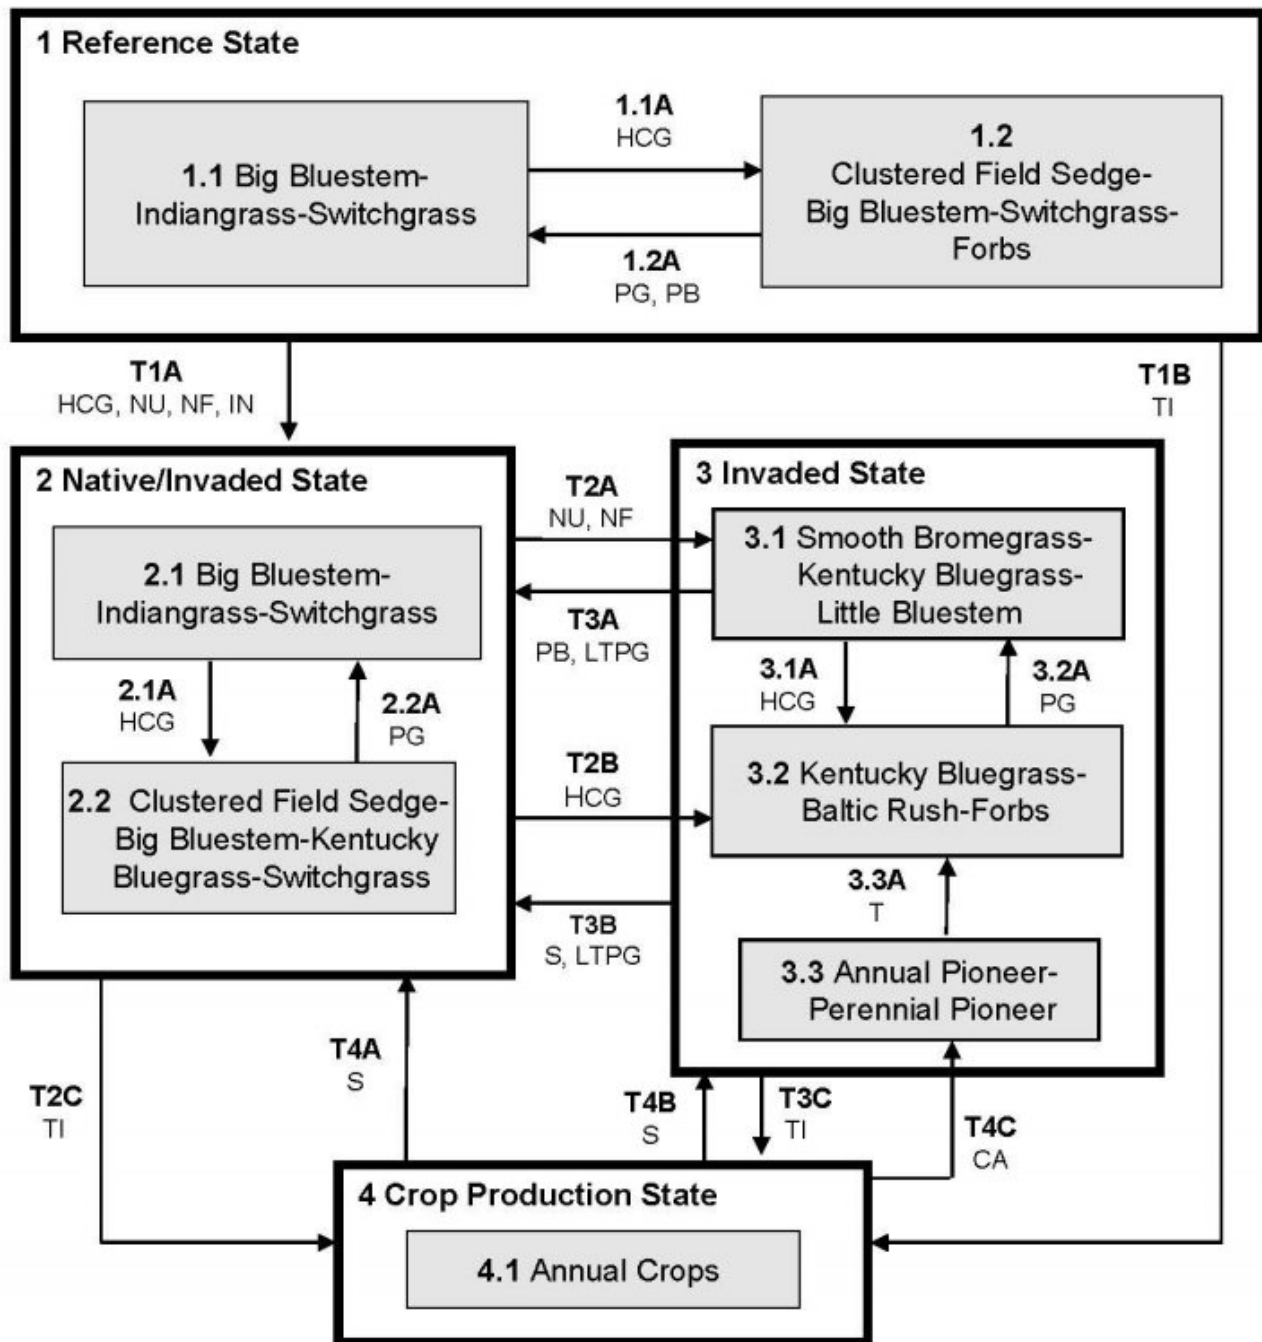 1 Reference State
1.1 Big Bluestem-
Indiangrass-Switchgrass
1.1A
HCG
1.2A
PG, PB
1.2
Clustered Field Sedge-
Big Bluestem-Switchgrass-
Forbs
T1A
HCG, NU, NF, IN
T1B
TI
2 Native/Invaded State
2.1 Big Bluestem-
Indiangrass-Switchgrass
2.1A
HCG
2.2A
PG
2.2 Clustered Field Sedge-
Big Bluestem-Kentucky
Bluegrass-Switchgrass
T2A
NU, NF
T3A
PB, LTPG
T2B
HCG
T3B
S, LTPG
3 Invaded State
3.1 Smooth Bromegrass-
Kentucky Bluegrass-
Little Bluestem
3.1A
HCG
3.2A
PG
3.2 Kentucky Bluegrass-
Baltic Rush-Forbs
3.3A
T
3.3 Annual Pioneer-
Perennial Pioneer
T2C
TI
T4A
S
T4B
S
T3C
TI
T4C
CA
4 Crop Production State
4.1 Annual Crops